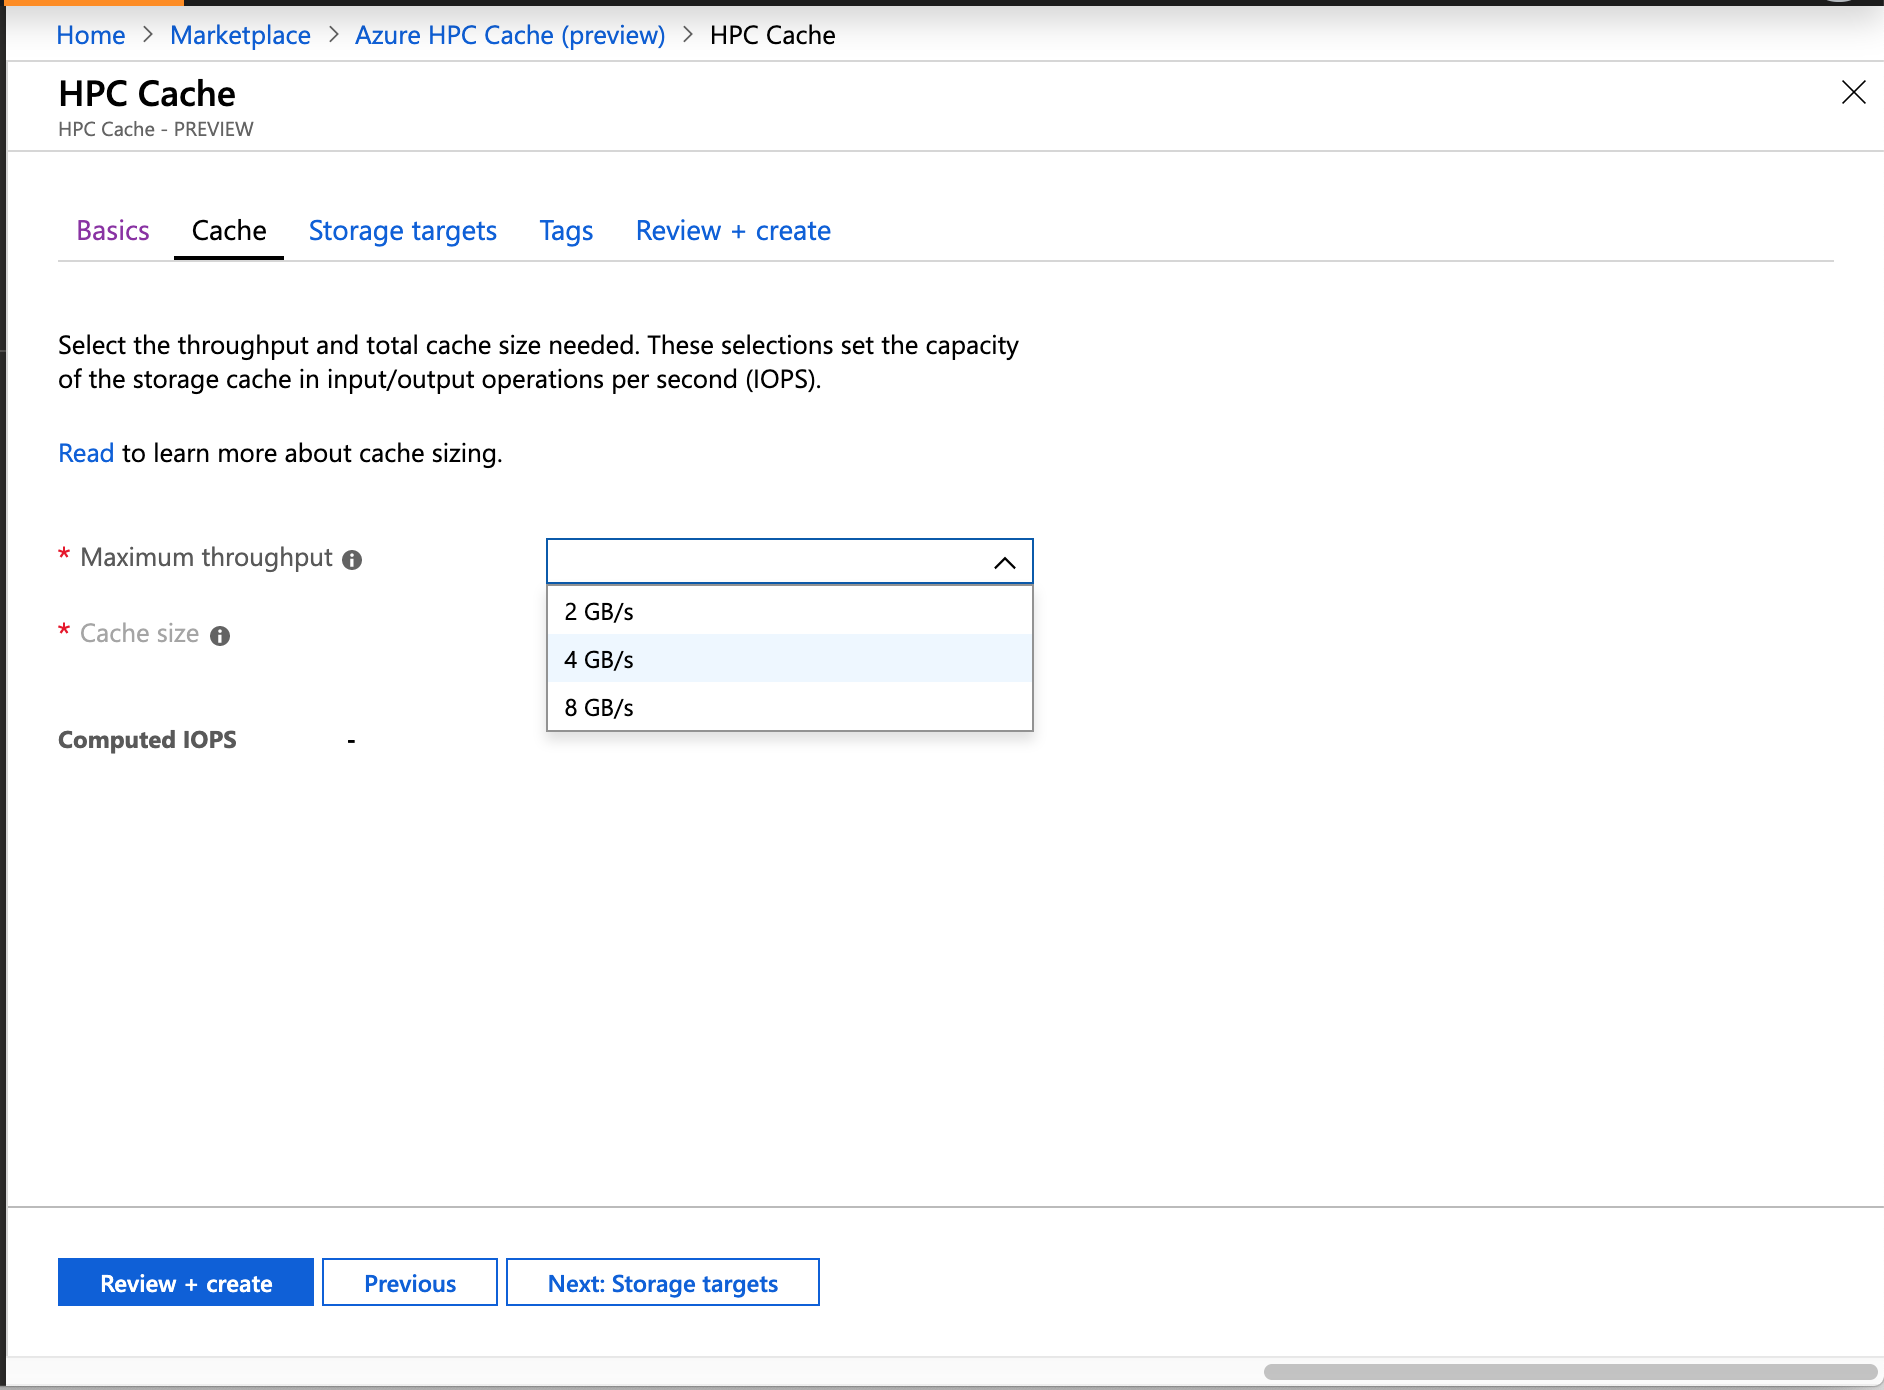 Home > Marketplace > Azure HPC Cache (preview) > HPC Cache
HPC Cache
HPC Cache - PREVIEW
Basics Cache Storage targets Tags Review + create
Select the throughput and total cache size needed. These selections set the capacity
of the storage cache in input/output operations per second (IOPS).
Read to learn more about cache sizing.
* Maximum throughput
2 GB/s
* Cache size
4 GB/s
8 GB/s
Computed IOPS -
Review + create Previous Next: Storage targets